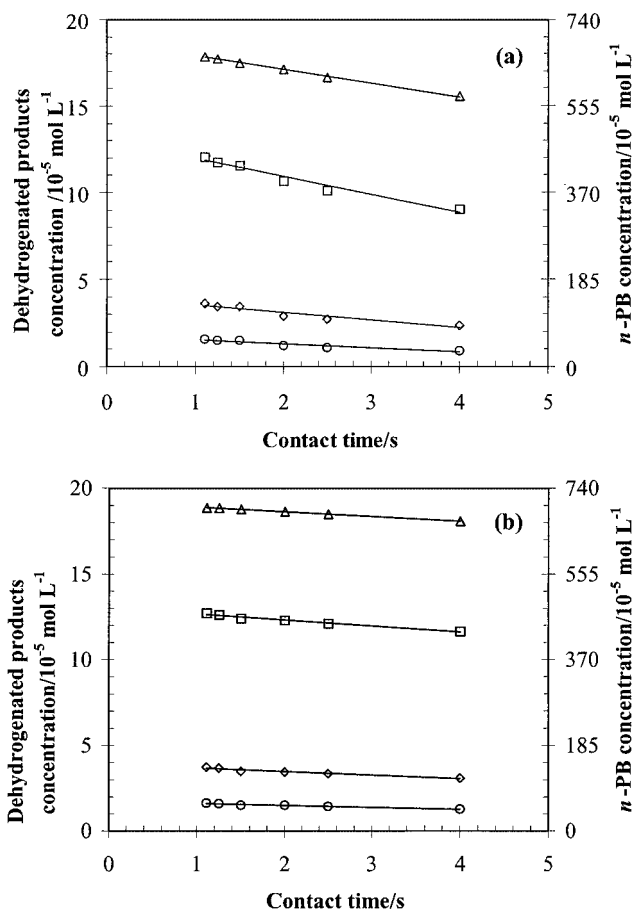 (a)
Dehydrogenated products
concentration /10⁻⁵ mol L⁻¹
20
15
10
5
0
740
555
370
185
0
n-PB concentration/10⁻⁵ mol L⁻¹
0 1 2 3 4 5
Contact time/s
(b)
Dehydrogenated products
concentration/10⁻⁵ mol L⁻¹
20
15
10
5
0
740
555
370
185
0
n-PB concentration/10⁻⁵ mol L⁻¹
0 1 2 3 4 5
Contact time/s